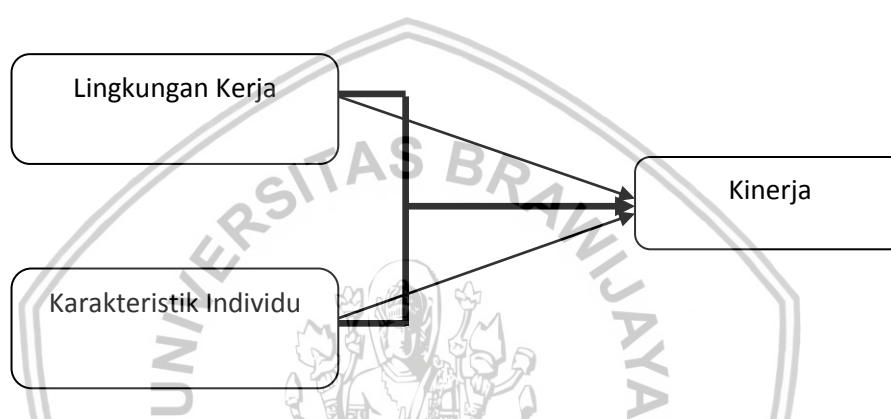 Lingkungan Kerja
UNIVERSITAS BRAWIJAYA
Kinerja
Karakteristik Individu